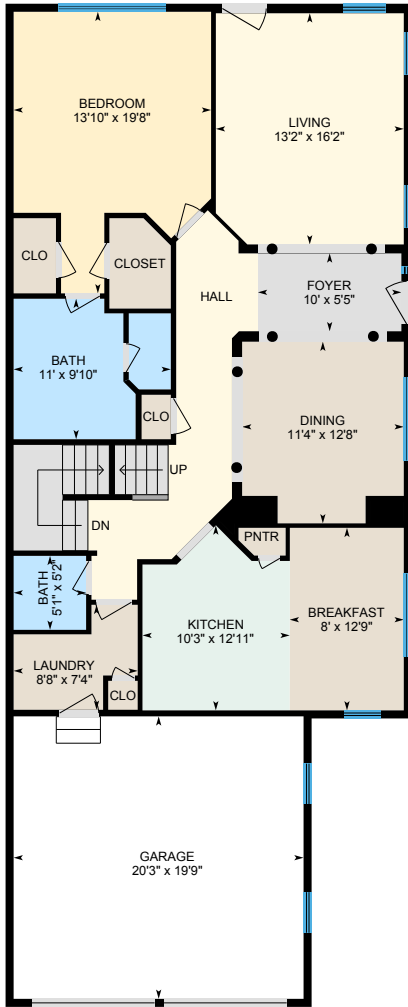 BEDROOM
13'10" x 19'8"
LIVING
13'2" x 16'2"
CLO
CLOSET
HALL
FOYER
10' x 5'5"
BATH
11' x 9'10"
CLO
DINING
11'4" x 12'8"
UP
DN
PNTR
BATH
5'1" x 5'2"
KITCHEN
10'3" x 12'11"
BREAKFAST
8' x 12'9"
LAUNDRY
8'8" x 7'4"
CLO
GARAGE
20'3" x 19'9"